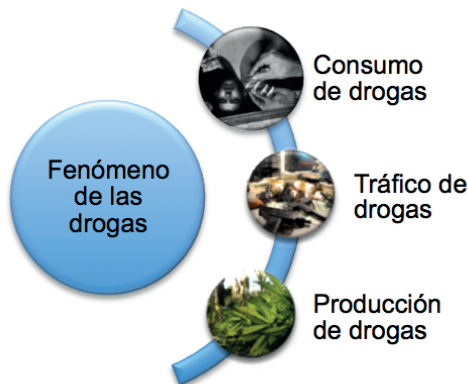 Consumo
de drogas
Fenómeno
de las
drogas
Tráfico de
drogas
Producción
de drogas